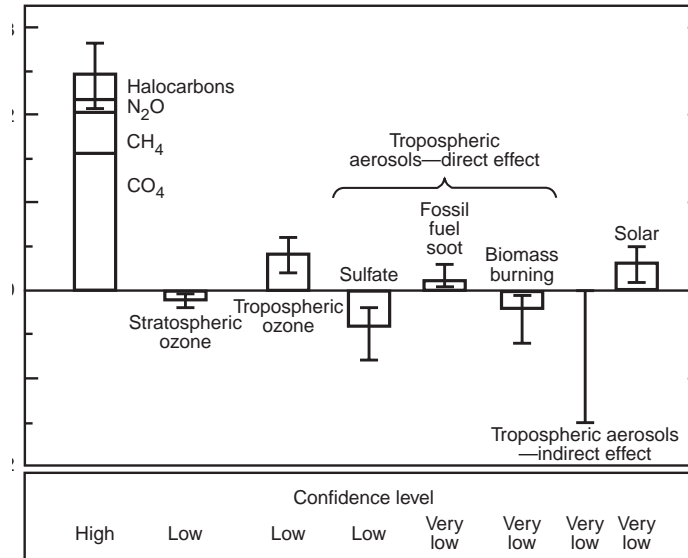 Halocarbons
N₂O
CH₄
CO₄
Tropospheric
aerosols—direct effect
Fossil
fuel
soot
Biomass
burning
Solar
Sulfate
Stratospheric
ozone
Tropospheric
ozone
Tropospheric aerosols
—indirect effect
0
Confidence level
High
Low
Low
Low
Very
low
Very
low
Very
low
Very
low